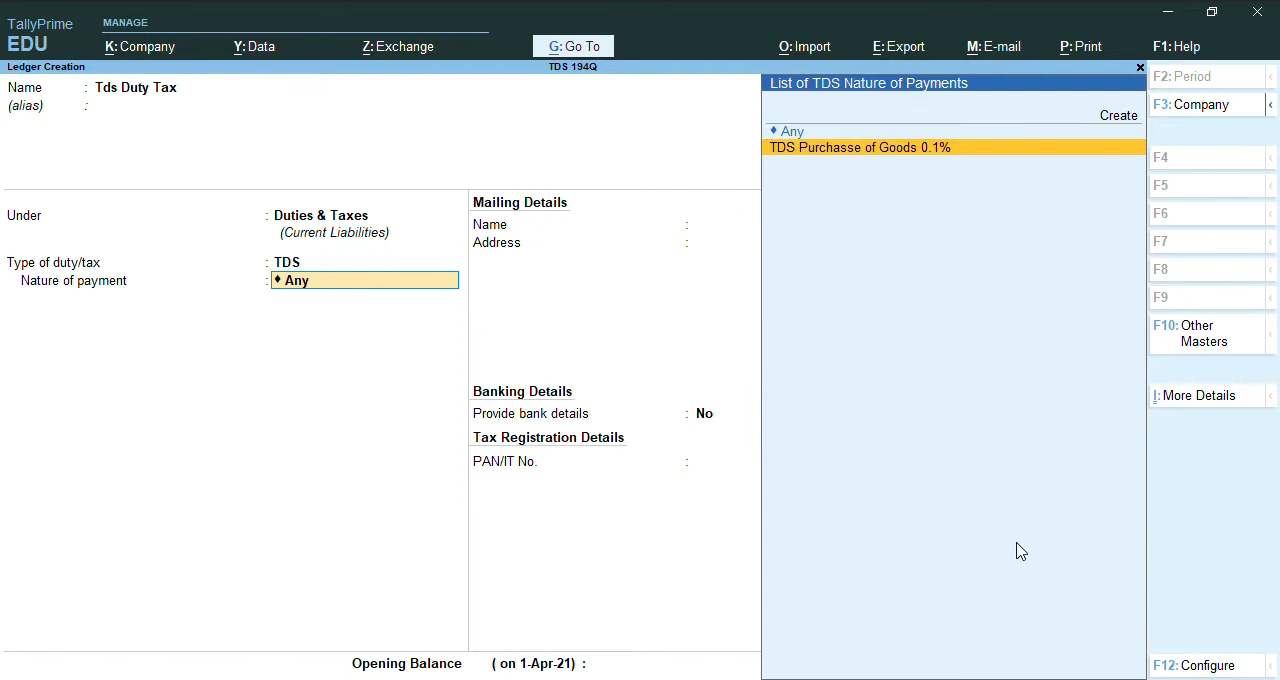 TallyPrime
EDU
MANAGE
K: Company Y: Data Z: Exchange G: Go To O: Import E: Export M: E-mail P: Print F1: Help
Ledger Creation TDS 194Q
Name : Tds Duty Tax
(alias) :
Under : Duties & Taxes
(Current Liabilities)
Type of duty/tax : TDS
Nature of payment : ♦ Any
Mailing Details
Name :
Address :
Banking Details
Provide bank details : No
Tax Registration Details
PAN/IT No. :
Opening Balance ( on 1-Apr-21) :
List of TDS Nature of Payments
Create
♦ Any
TDS Purchasse of Goods 0.1%
F2: Period
F3: Company
F4
F5
F6
F7
F8
F9
F10: Other
Masters
I: More Details
F12: Configure